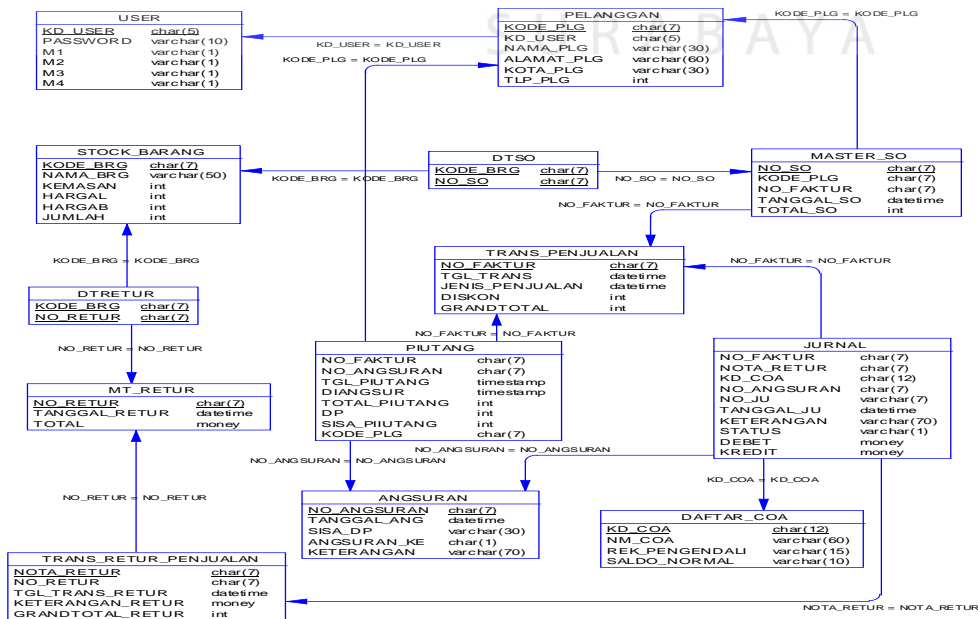 SURABAYA
USER
KD_USER char(5)
PASSWORD varchar(10)
M1 varchar(1)
M2 varchar(1)
M3 varchar(1)
M4 varchar(1)
KD_USER = KD_USER
PELANGGAN
KODE_PLG char(7)
KD_USER char(5)
NAMA_PLG varchar(30)
ALAMAT_PLG varchar(60)
KOTA_PLG varchar(30)
TLP_PLG int
KODE_PLG = KODE_PLG
KODE_PLG = KODE_PLG
STOCK_BARANG
KODE_BRG char(7)
NAMA_BRG varchar(50)
KEMASAN int
HARGAL int
HARGAB int
JUMLAH int
KODE_BRG = KODE_BRG
DTSO
KODE_BRG char(7)
NO_SO char(7)
NO_SO = NO_SO
MASTER_SO
NO_SO char(7)
KODE_PLG char(7)
NO_FAKTUR char(7)
TANGGAL_SO datetime
TOTAL_SO int
NO_FAKTUR = NO_FAKTUR
KODE_BRG = KODE_BRG
TRANS_PENJUALAN
NO_FAKTUR char(7)
TGL_TRANS datetime
JENIS_PENJUALAN datetime
DISKON int
GRANDTOTAL int
NO_FAKTUR = NO_FAKTUR
DTRETUR
KODE_BRG char(7)
NO_RETUR char(7)
NO_RETUR = NO_RETUR
NO_FAKTUR = NO_FAKTUR
PIUTANG
NO_FAKTUR char(7)
NO_ANGSURAN char(7)
TGL_PIUTANG timestamp
DIANGSUR timestamp
TOTAL_PIUTANG int
DP int
SISA_PIIUTANG int
KODE_PLG char(7)
JURNAL
NO_FAKTUR char(7)
NOTA_RETUR char(7)
KD_COA char(12)
NO_ANGSURAN char(7)
NO_JU varchar(7)
TANGGAL_JU datetime
KETERANGAN varchar(70)
STATUS varchar(1)
DEBET money
KREDIT money
MT_RETUR
NO_RETUR char(7)
TANGGAL_RETUR datetime
TOTAL money
NO_ANGSURAN = NO_ANGSURAN
NO_ANGSURAN = NO_ANGSURAN
KD_COA = KD_COA
NO_RETUR = NO_RETUR
ANGSURAN
NO_ANGSURAN char(7)
TANGGAL_ANG datetime
SISA_DP varchar(30)
ANGSURAN_KE char(1)
KETERANGAN varchar(70)
DAFTAR_COA
KD_COA char(12)
NM_COA varchar(60)
REK_PENGENDALI varchar(15)
SALDO_NORMAL varchar(10)
TRANS_RETUR_PENJUALAN
NOTA_RETUR char(7)
NO_RETUR char(7)
TGL_TRANS_RETUR datetime
KETERANGAN_RETUR money
GRANDTOTAL_RETUR int
NOTA_RETUR = NOTA_RETUR